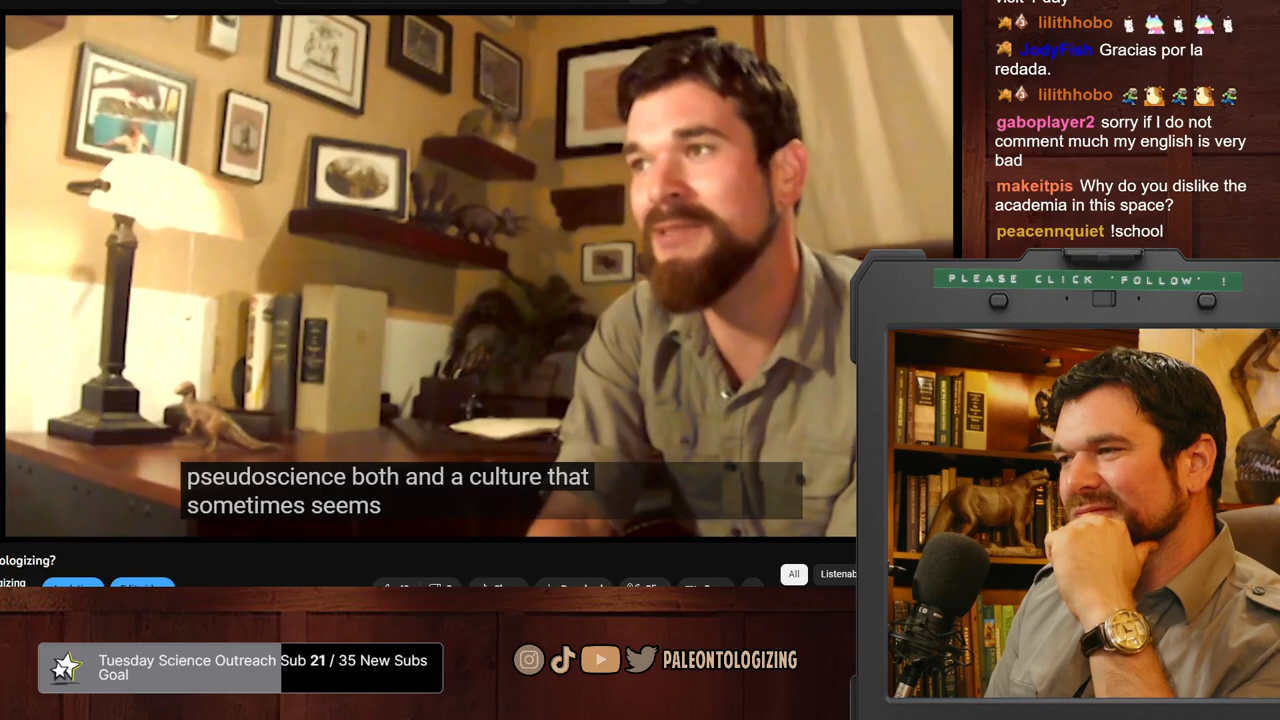 lilithhobo
JodyFish Gracias por la
redada.
lilithhobo
gaboplayer2 sorry if I do not
comment much my english is very
bad
makeitpis Why do you dislike the
academia in this space?
peacennquiet !school
PLEASE CLICK "FOLLOW" !
pseudoscience both and a culture that
sometimes seems
ologizing?
gizing
All
Listenab
Tuesday Science Outreach Sub 21 / 35 New Subs
Goal
PALEONTOLOGIZING